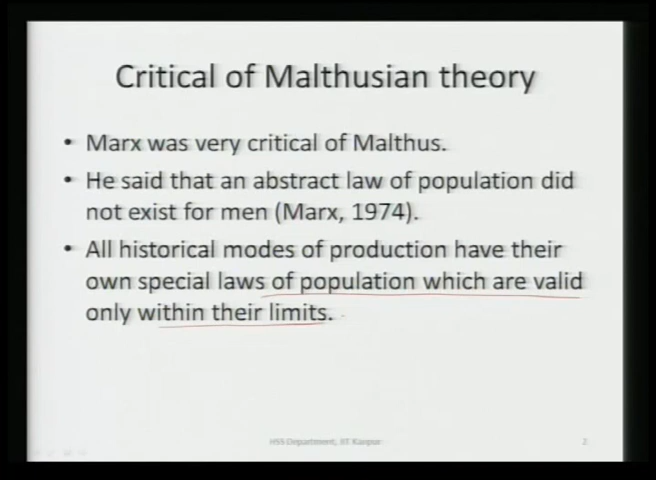 Critical of Malthusian theory
• Marx was very critical of Malthus.
• He said that an abstract law of population did
not exist for men (Marx, 1974).
• All historical modes of production have their
own special laws of population which are valid
only within their limits.
HSS Department, IIT Kanpur
2